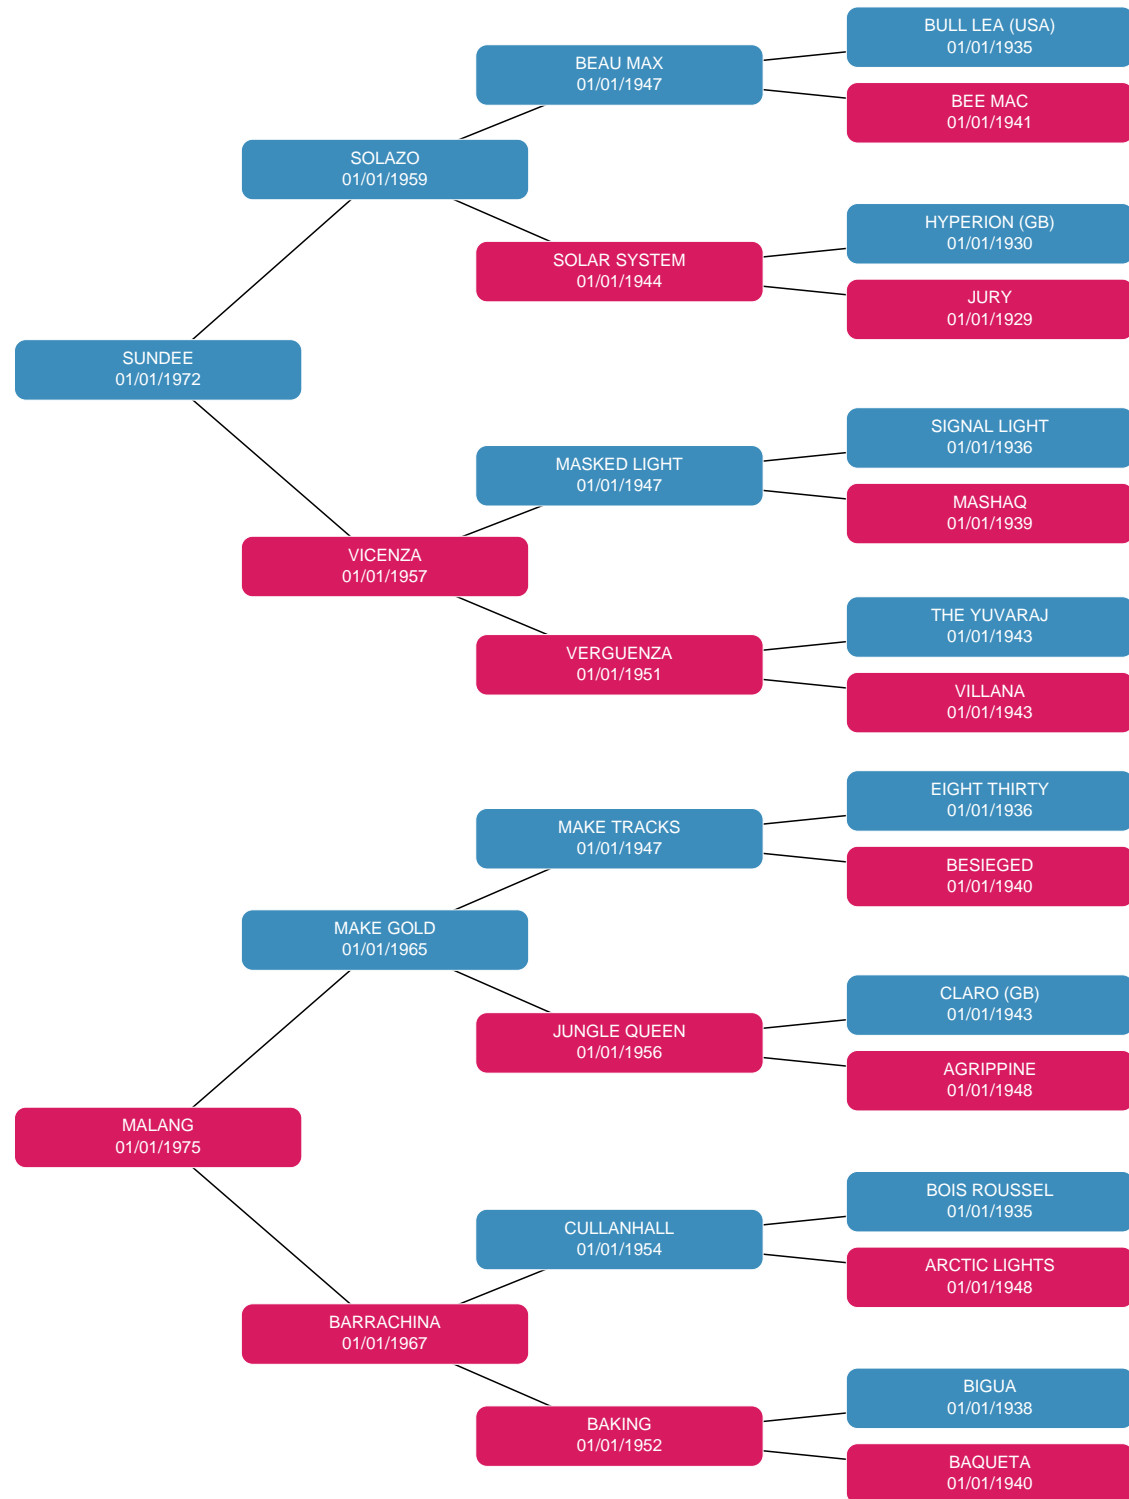 BULL LEA (USA)
01/01/1935
BEAU MAX
01/01/1947
BEE MAC
01/01/1941
SOLAZO
01/01/1959
HYPERION (GB)
01/01/1930
SOLAR SYSTEM
01/01/1944
JURY
01/01/1929
SUNDEE
01/01/1972
SIGNAL LIGHT
01/01/1936
MASKED LIGHT
01/01/1947
MASHAQ
01/01/1939
VICENZA
01/01/1957
THE YUVARAJ
01/01/1943
VERGUENZA
01/01/1951
VILLANA
01/01/1943
EIGHT THIRTY
01/01/1936
MAKE TRACKS
01/01/1947
BESIEGED
01/01/1940
MAKE GOLD
01/01/1965
CLARO (GB)
01/01/1943
JUNGLE QUEEN
01/01/1956
AGRIPPINE
01/01/1948
MALANG
01/01/1975
BOIS ROUSSEL
01/01/1935
CULLANHALL
01/01/1954
ARCTIC LIGHTS
01/01/1948
BARRACHINA
01/01/1967
BIGUA
01/01/1938
BAKING
01/01/1952
BAQUETA
01/01/1940